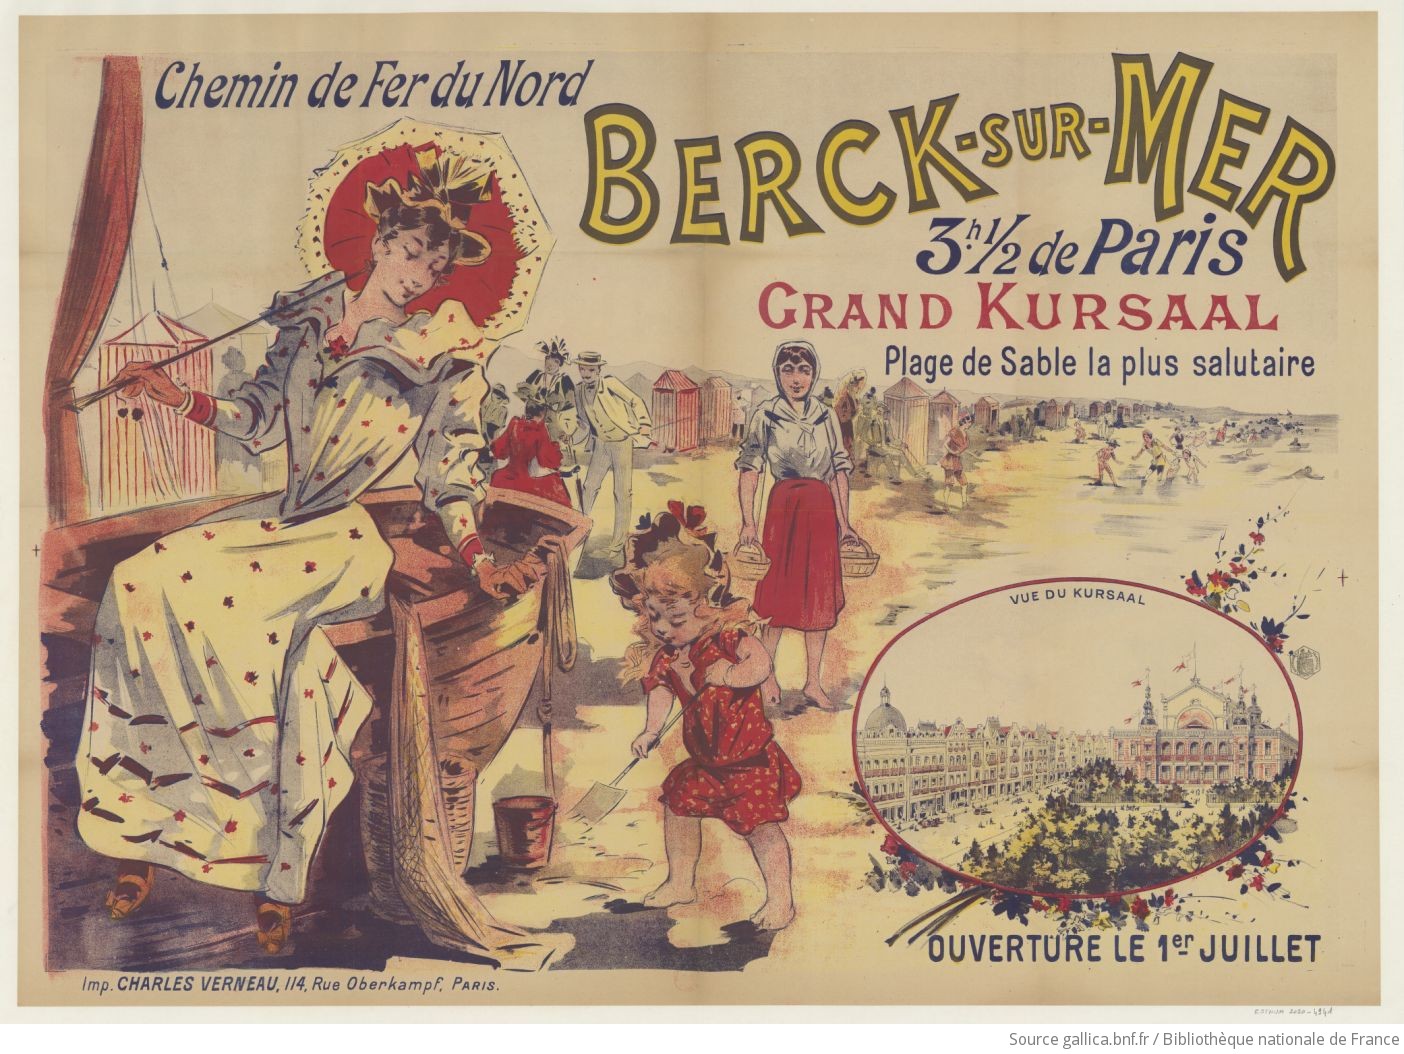 Chemin de Fer du Nord
BERCK-SUR-MER
3h.1/2 de Paris
GRAND KURSAAL
Plage de Sable la plus salutaire
VUE DU KURSAAL
OUVERTURE LE 1er JUILLET
Imp. CHARLES VERNEAU, 114, Rue Oberkampf, PARIS.
Source gallica.bnf.fr / Bibliothèque nationale de France